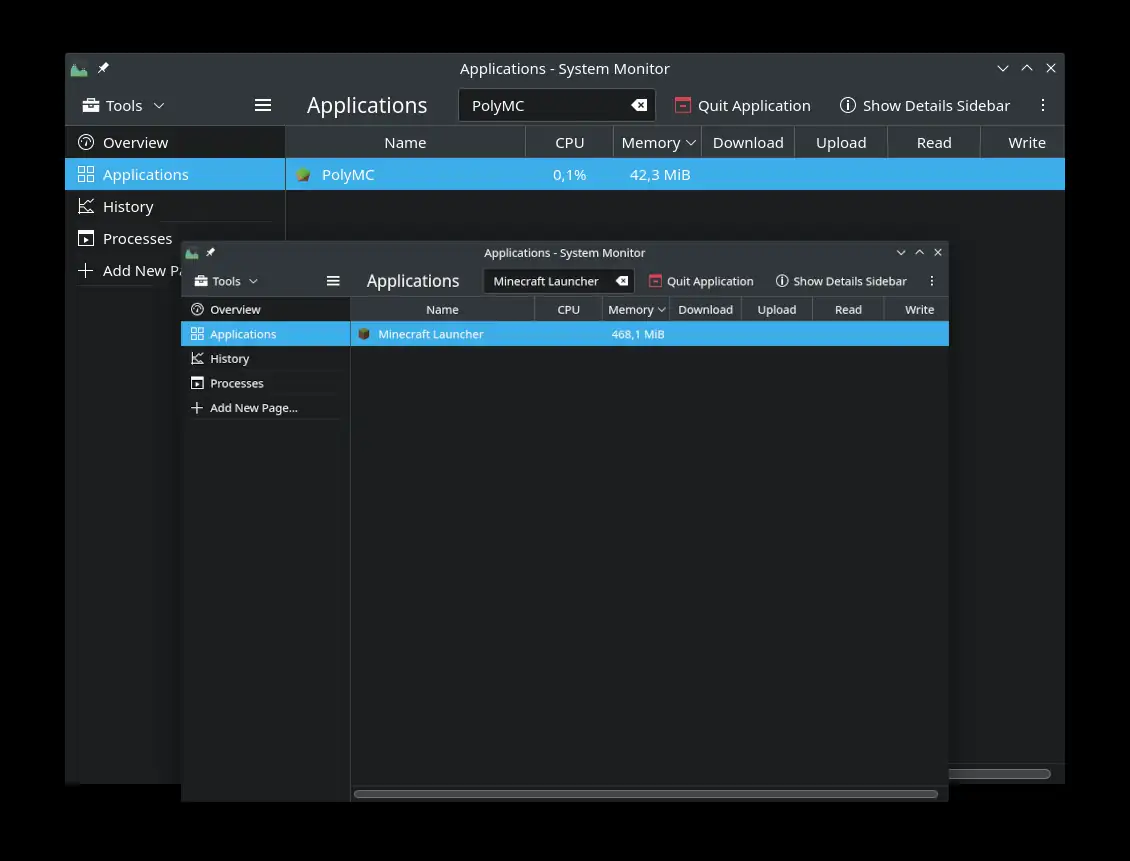 Applications - System Monitor
Tools
Applications
PolyMC
Quit Application
Show Details Sidebar
Overview
Name CPU Memory Download Upload Read Write
Applications
PolyMC 0,1% 42,3 MiB
History
Processes
Add New Pa
Applications - System Monitor
Tools
Applications
Minecraft Launcher
Quit Application
Show Details Sidebar
Overview
Name CPU Memory Download Upload Read Write
Applications
Minecraft Launcher 468,1 MiB
History
Processes
Add New Page...